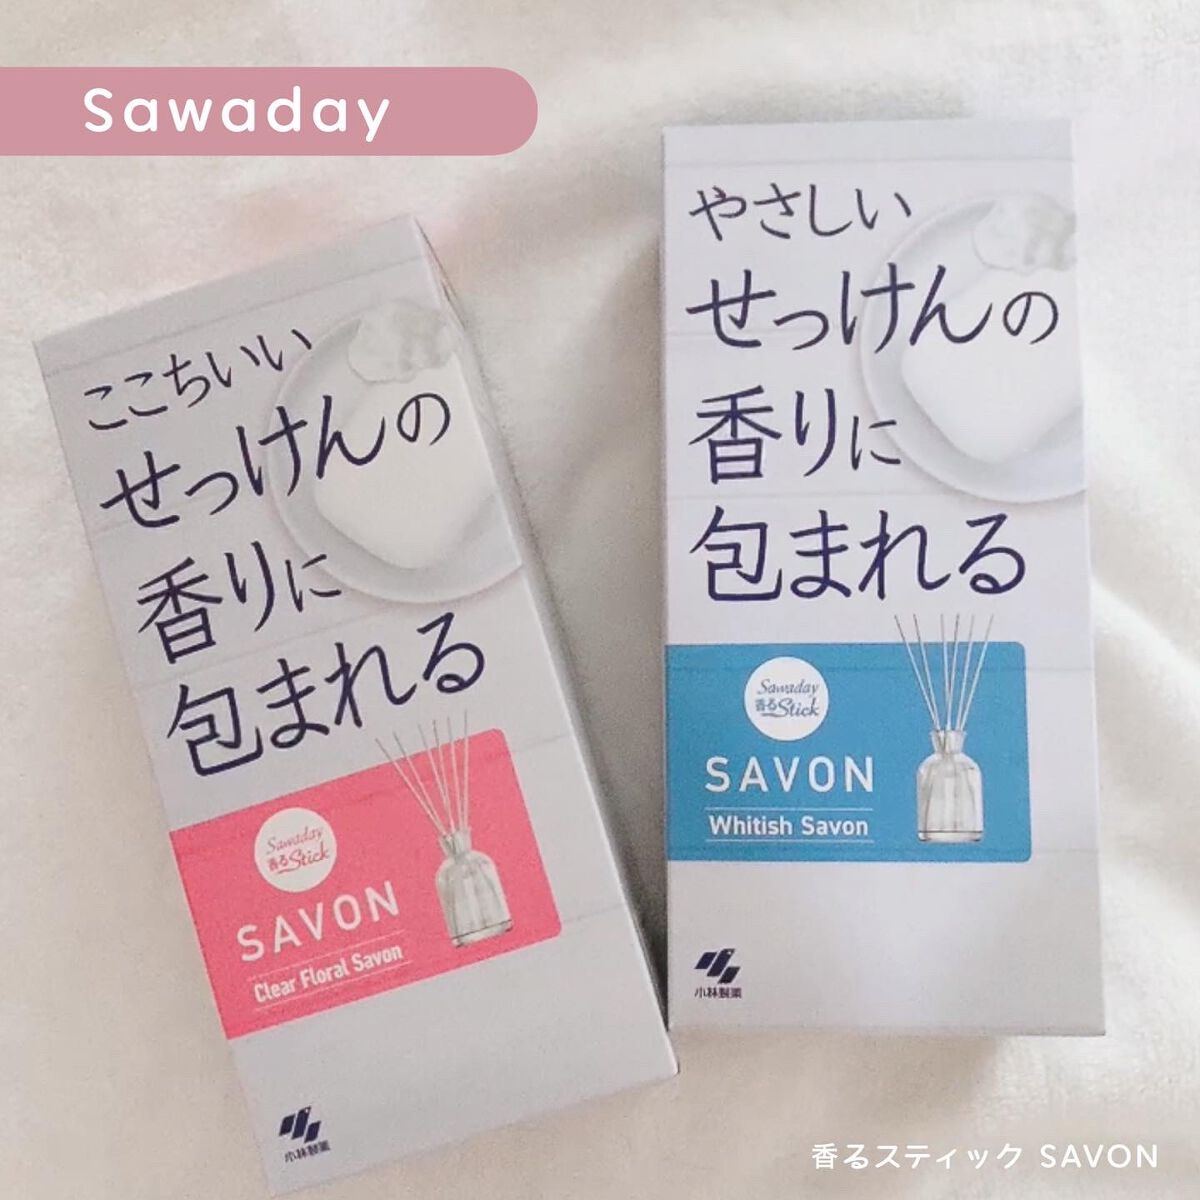 Sawaday
ここちいい
せっけんの
香りに
包まれる
Sawaday
香るStick
SAVON
Clear Floral Savon
小林製薬
やさしい
せっけんの
香りに
包まれる
Sawaday
香るStick
SAVON
Whitish Savon
小林製薬
香るスティック SAVON